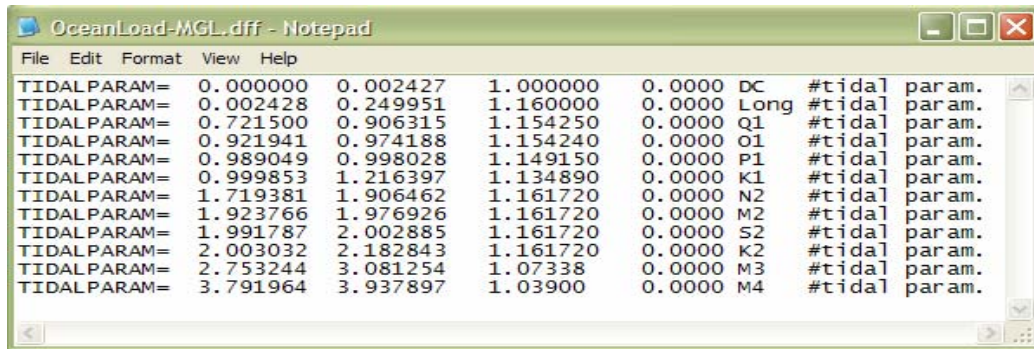 OceanLoad-MGL.dff - Notepad
File Edit Format View Help
TIDALPARAM= 0.000000 0.002427 1.000000 0.0000 DC #tidal param.
TIDALPARAM= 0.002428 0.249951 1.160000 0.0000 Long #tidal param.
TIDALPARAM= 0.721500 0.906315 1.154250 0.0000 Q1 #tidal param.
TIDALPARAM= 0.921941 0.974188 1.154240 0.0000 O1 #tidal param.
TIDALPARAM= 0.989049 0.998028 1.149150 0.0000 P1 #tidal param.
TIDALPARAM= 0.999853 1.216397 1.134890 0.0000 K1 #tidal param.
TIDALPARAM= 1.719381 1.906462 1.161720 0.0000 N2 #tidal param.
TIDALPARAM= 1.923766 1.976926 1.161720 0.0000 M2 #tidal param.
TIDALPARAM= 1.991787 2.002885 1.161720 0.0000 S2 #tidal param.
TIDALPARAM= 2.003032 2.182843 1.161720 0.0000 K2 #tidal param.
TIDALPARAM= 2.753244 3.081254 1.07338 0.0000 M3 #tidal param.
TIDALPARAM= 3.791964 3.937897 1.03900 0.0000 M4 #tidal param.